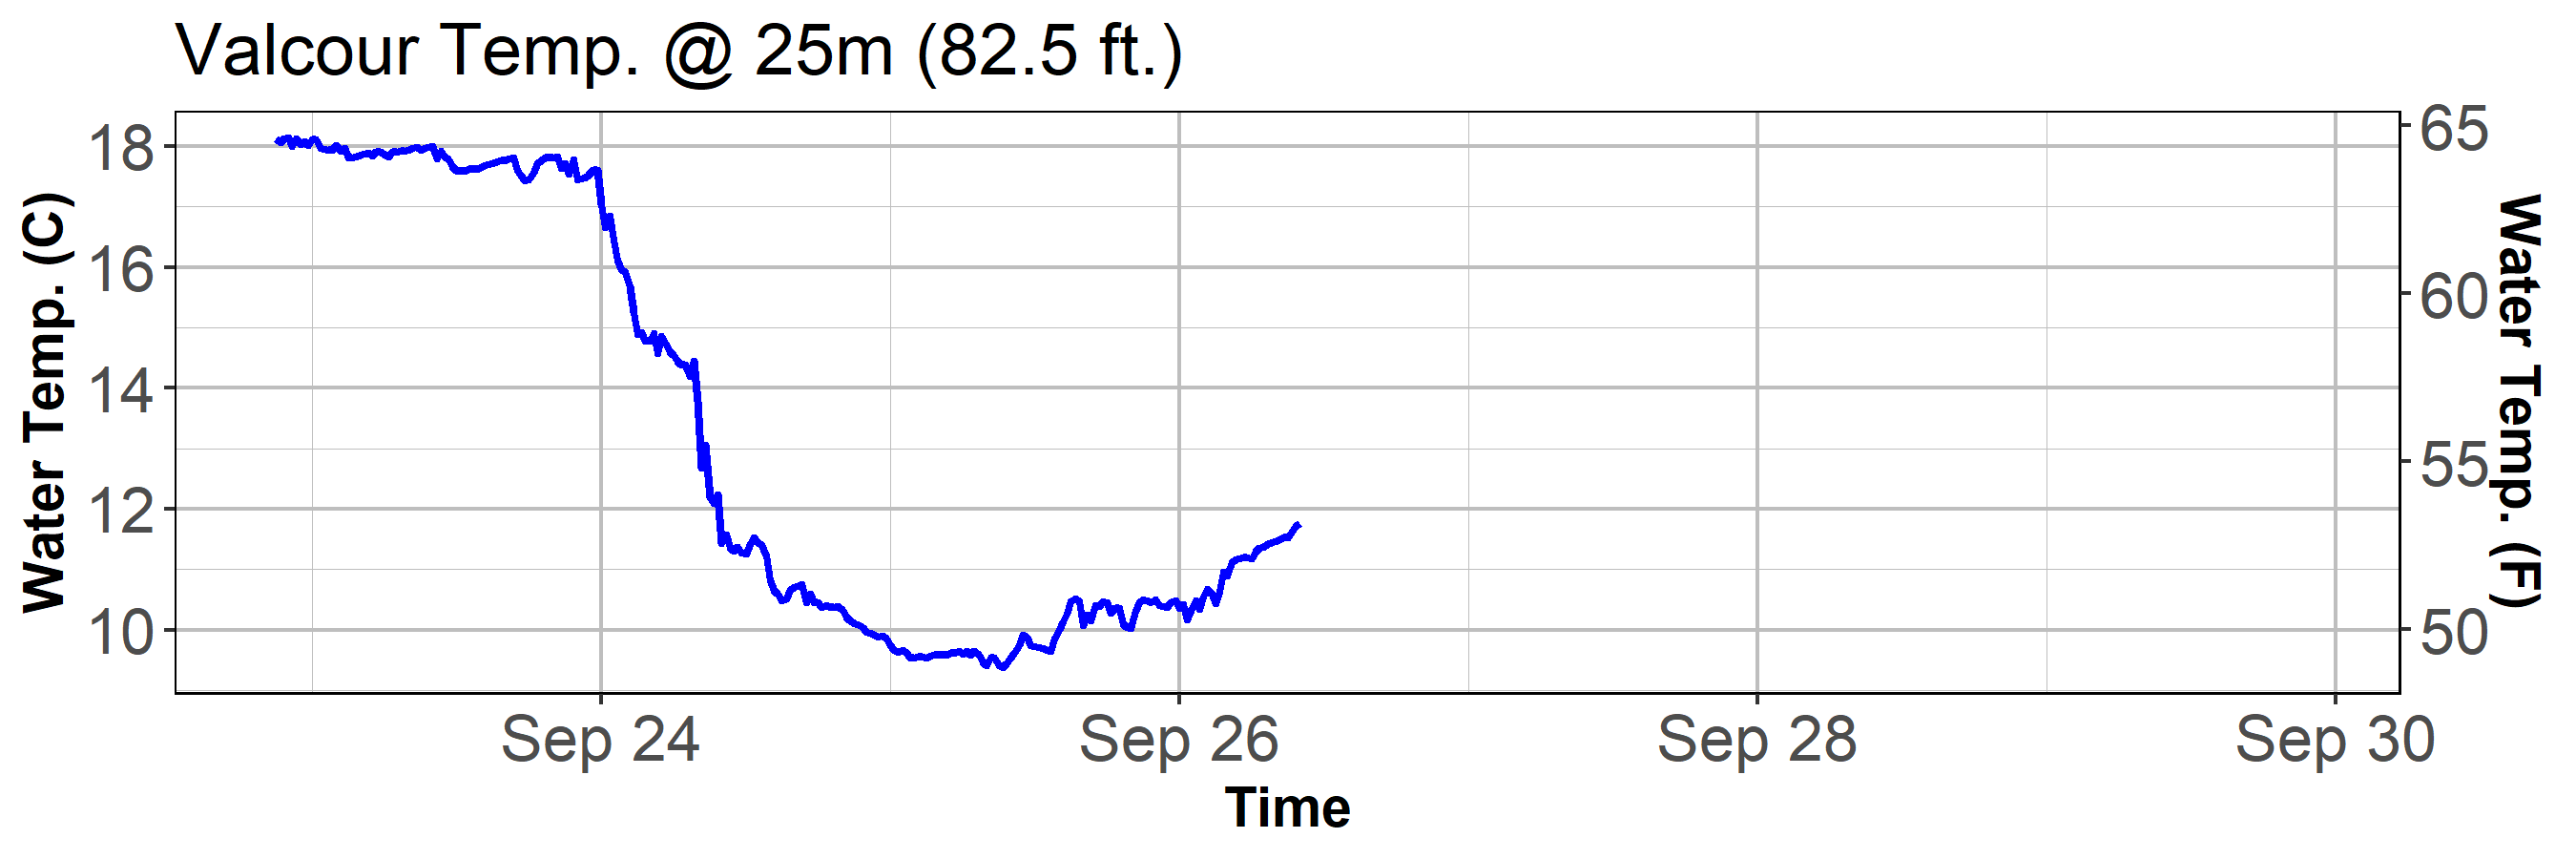 Valcour Temp. @ 25m (82.5 ft.)
Water Temp. (C)
18
16
14
12
10
65
60
55
50
Water Temp. (F)
Sep 24 Sep 26 Sep 28 Sep 30
Time